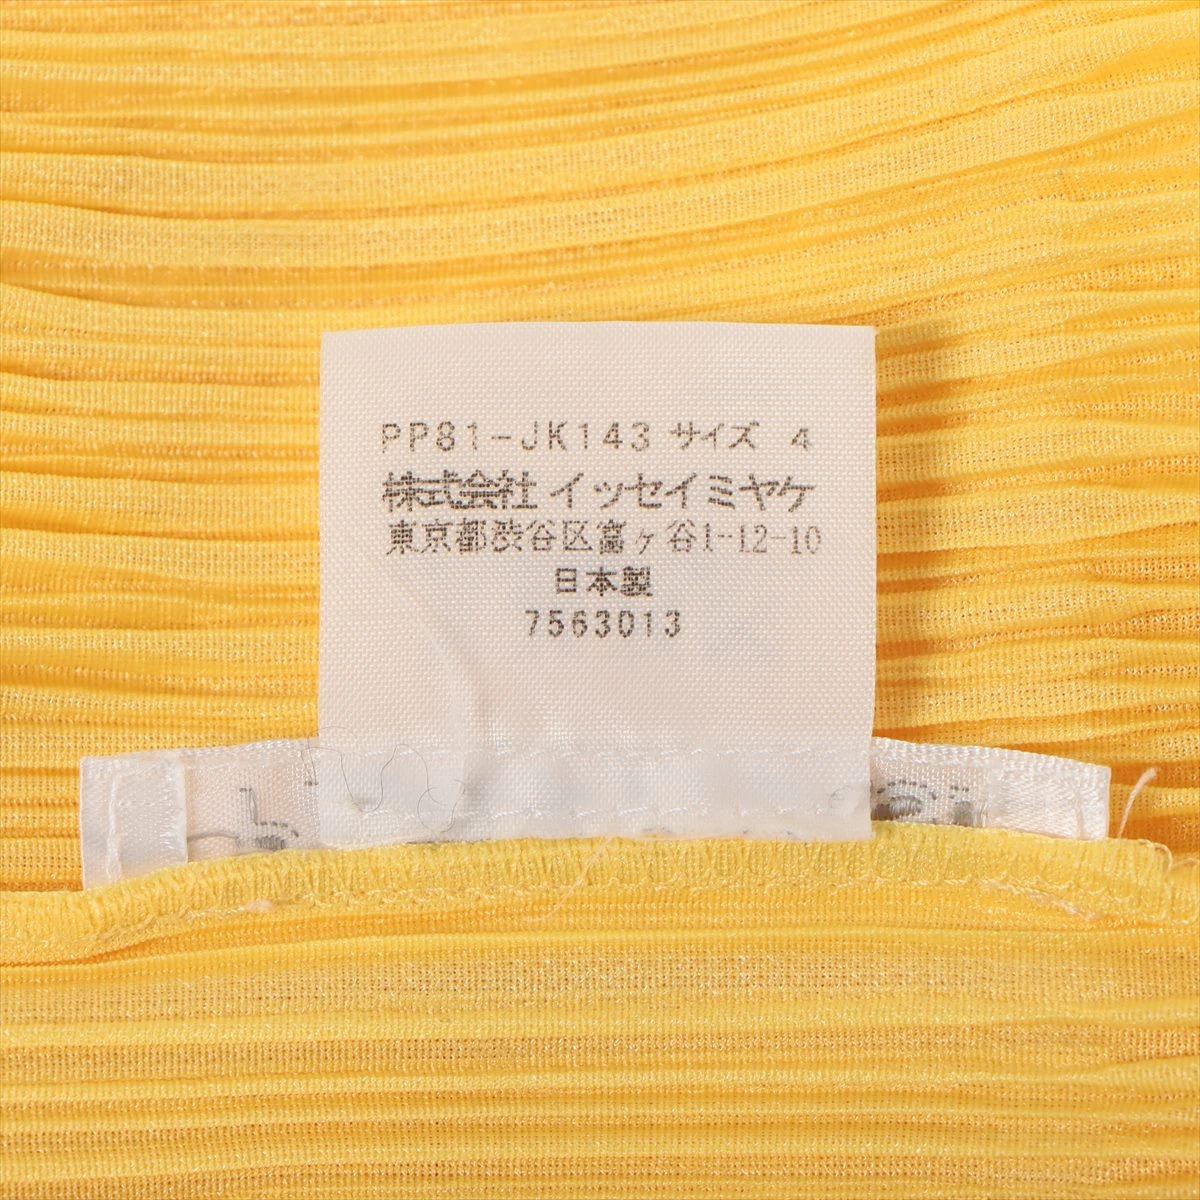 PP81-JK143 サイズ 4
株式会社 イッセイミヤケ
東京都渋谷区富ヶ谷1-12-10
日本製
7563013